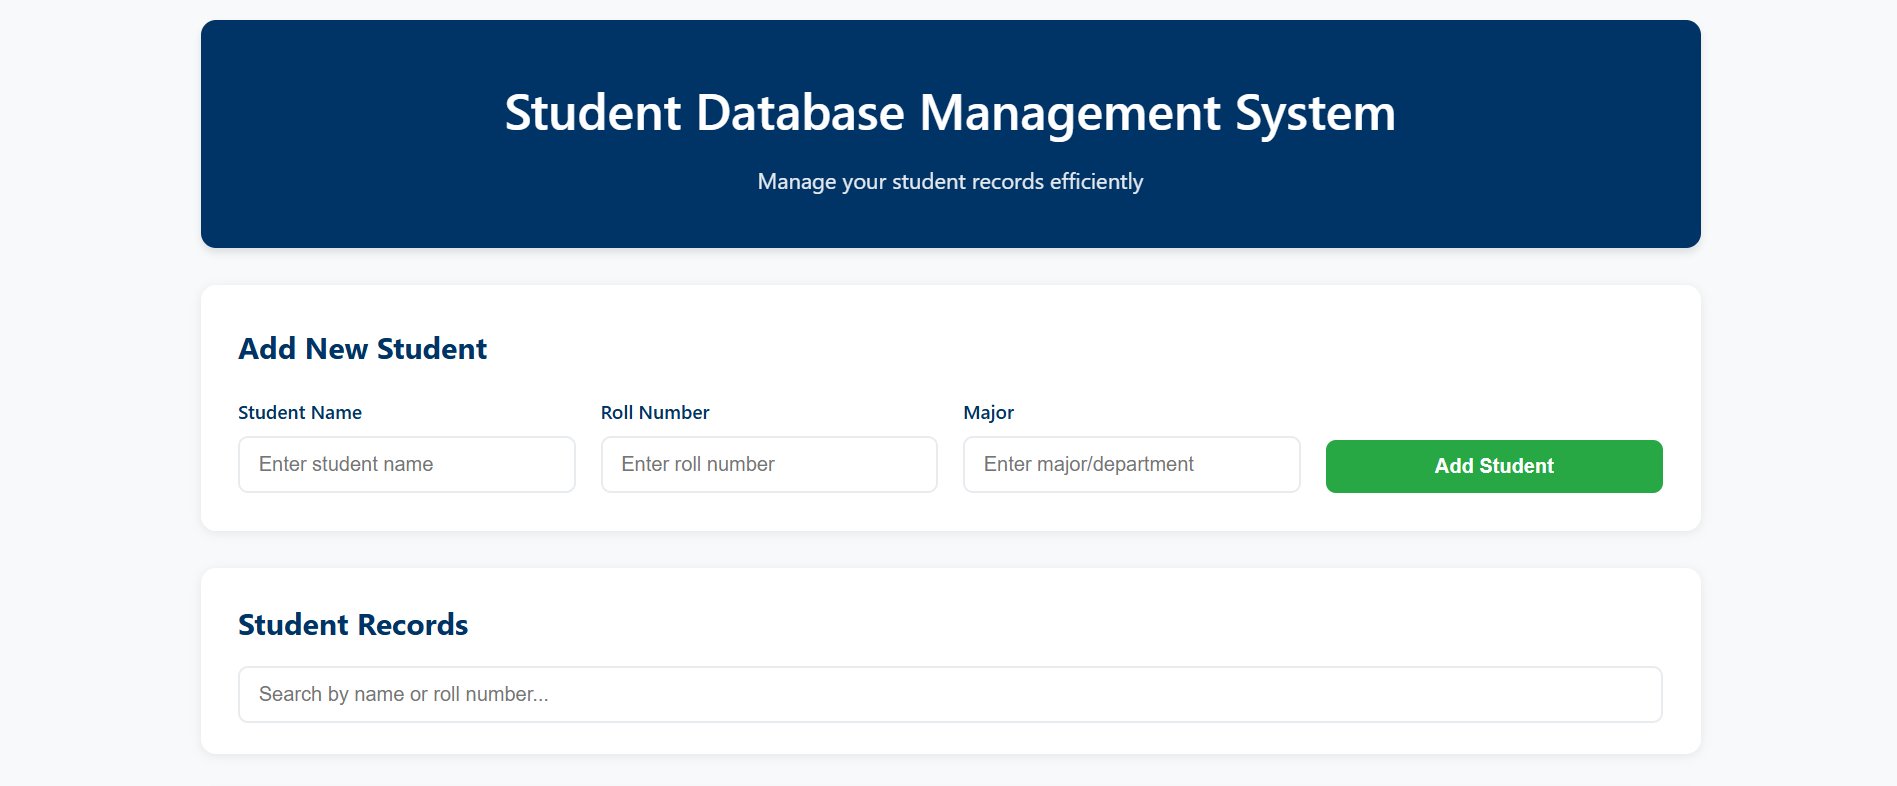 Student Database Management System
Manage your student records efficiently
Add New Student
Student Name
Roll Number
Major
Enter student name
Enter roll number
Enter major/department
Add Student
Student Records
Search by name or roll number...